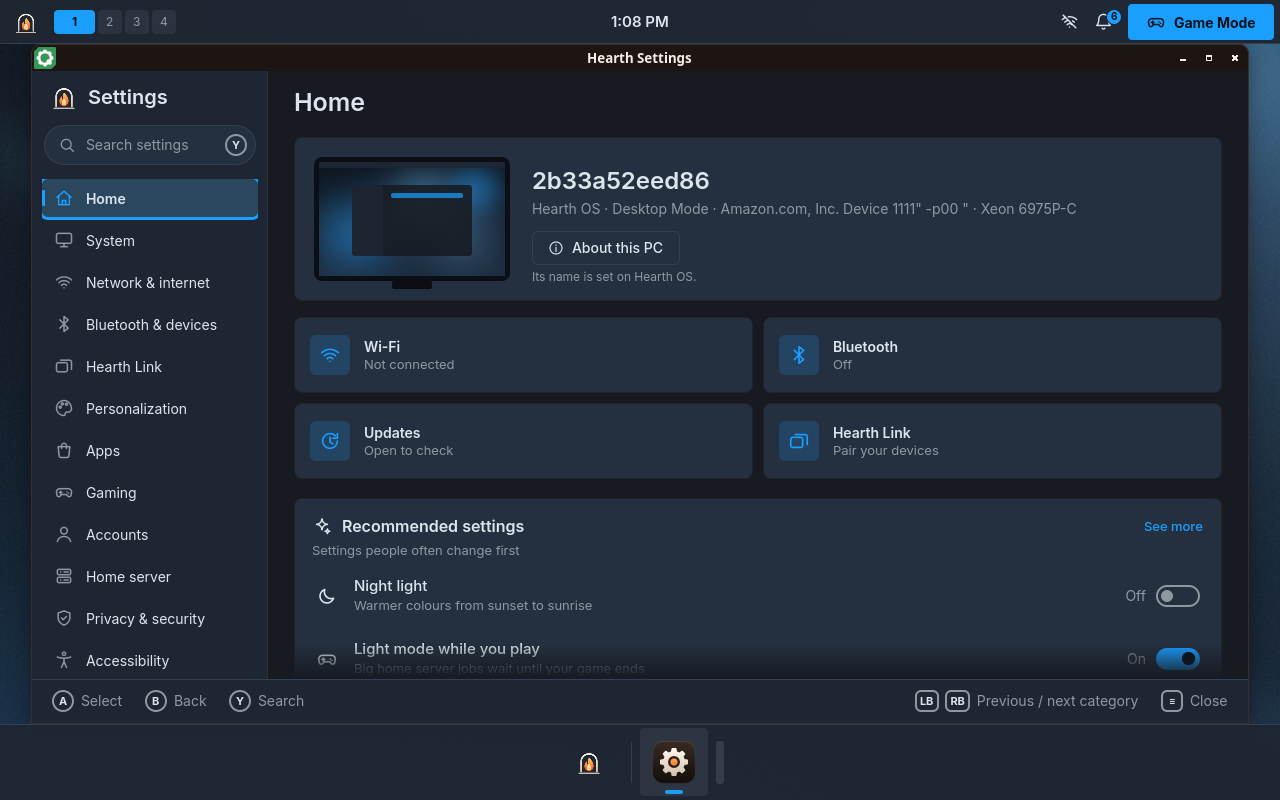 1
2
3
4
1:08 PM
6
Game Mode
Hearth Settings
Settings
Search settings
Y
Home
System
Network & internet
Bluetooth & devices
Hearth Link
Personalization
Apps
Gaming
Accounts
Home server
Privacy & security
Accessibility
Home
2b33a52eed86
Hearth OS · Desktop Mode · Amazon.com, Inc. Device 1111" -p00 " · Xeon 6975P-C
About this PC
Its name is set on Hearth OS.
Wi-Fi
Not connected
Bluetooth
Off
Updates
Open to check
Hearth Link
Pair your devices
Recommended settings
See more
Settings people often change first
Night light
Warmer colours from sunset to sunrise
Off
Light mode while you play
Big home server jobs wait until your game ends
On
A Select
B Back
Y Search
LB RB Previous / next category
≡ Close